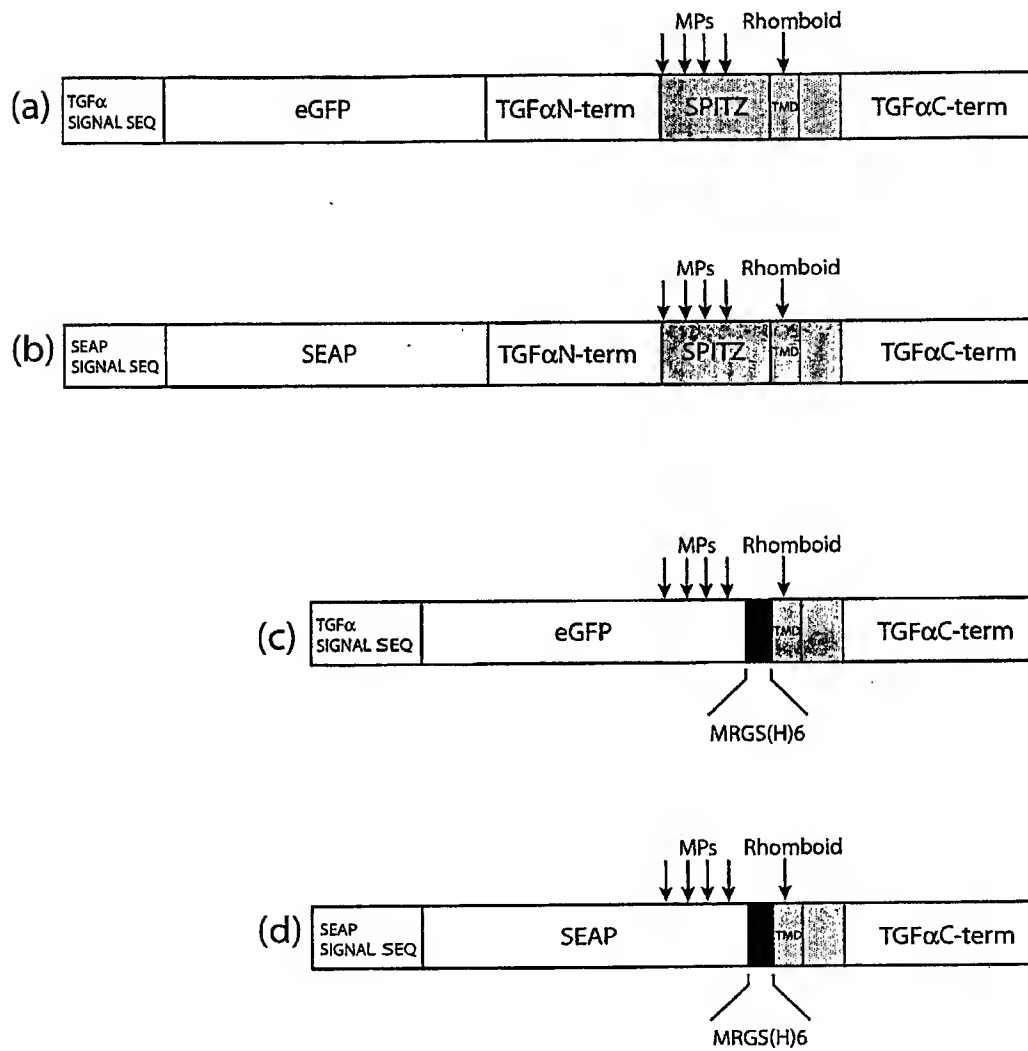 MPs Rhomboid
(a) TGFα SIGNAL SEQ eGFP TGFαN-term SPITZ TMD TGFαC-term
MPs Rhomboid
(b) SEAP SIGNAL SEQ SEAP TGFαN-term SPITZ TMD TGFαC-term
MPs Rhomboid
(c) TGFα SIGNAL SEQ eGFP TMD TGFαC-term
MRGS(H)6
MPs Rhomboid
(d) SEAP SIGNAL SEQ SEAP TMD TGFαC-term
MRGS(H)6